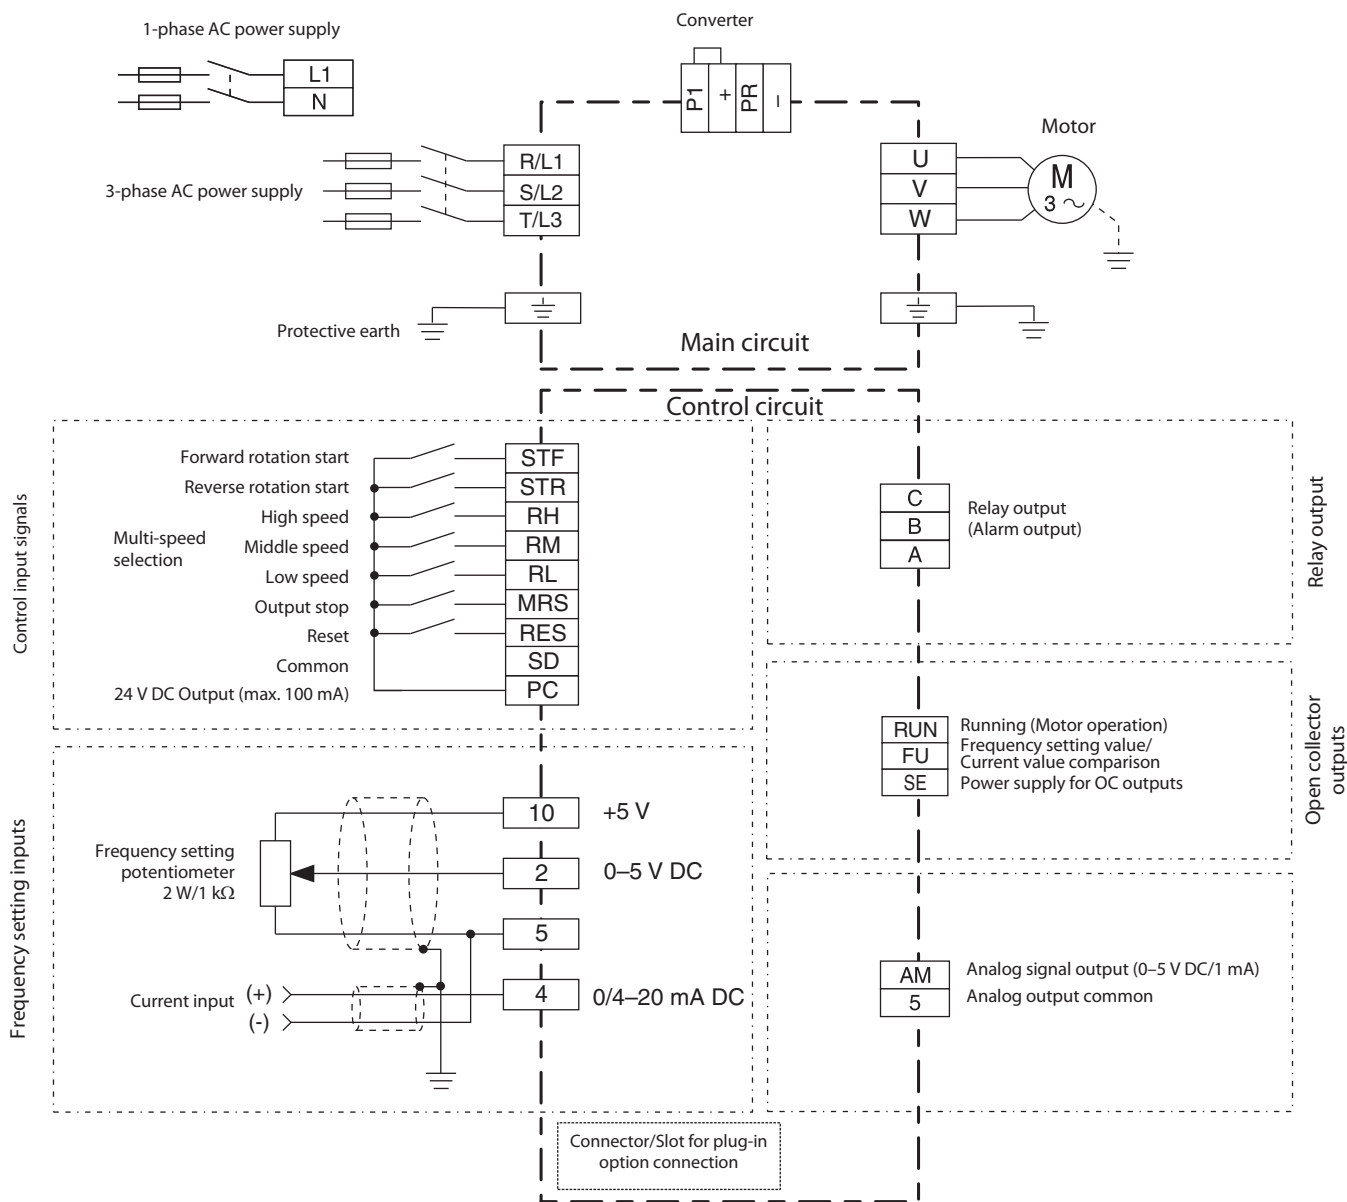 1-phase AC power supply
L1
N
Converter
P1
+
PR
–
3-phase AC power supply
R/L1
S/L2
T/L3
U
V
W
Motor
M
3 ~
Protective earth
Main circuit
Control circuit
Control input signals
Forward rotation start
STF
Reverse rotation start
STR
Multi-speed
selection
High speed
RH
Middle speed
RM
Low speed
RL
Output stop
MRS
Reset
RES
Common
SD
24 V DC Output (max. 100 mA)
PC
C
B
A
Relay output
(Alarm output)
Relay output
RUN
Running (Motor operation)
FU
Frequency setting value/
Current value comparison
SE
Power supply for OC outputs
Open collector
outputs
Frequency setting inputs
Frequency setting
potentiometer
2 W/1 kΩ
10
+5 V
2
0–5 V DC
5
Current input
(+)
(-)
4
0/4–20 mA DC
AM
Analog signal output (0–5 V DC/1 mA)
5
Analog output common
Connector/Slot for plug-in
option connection